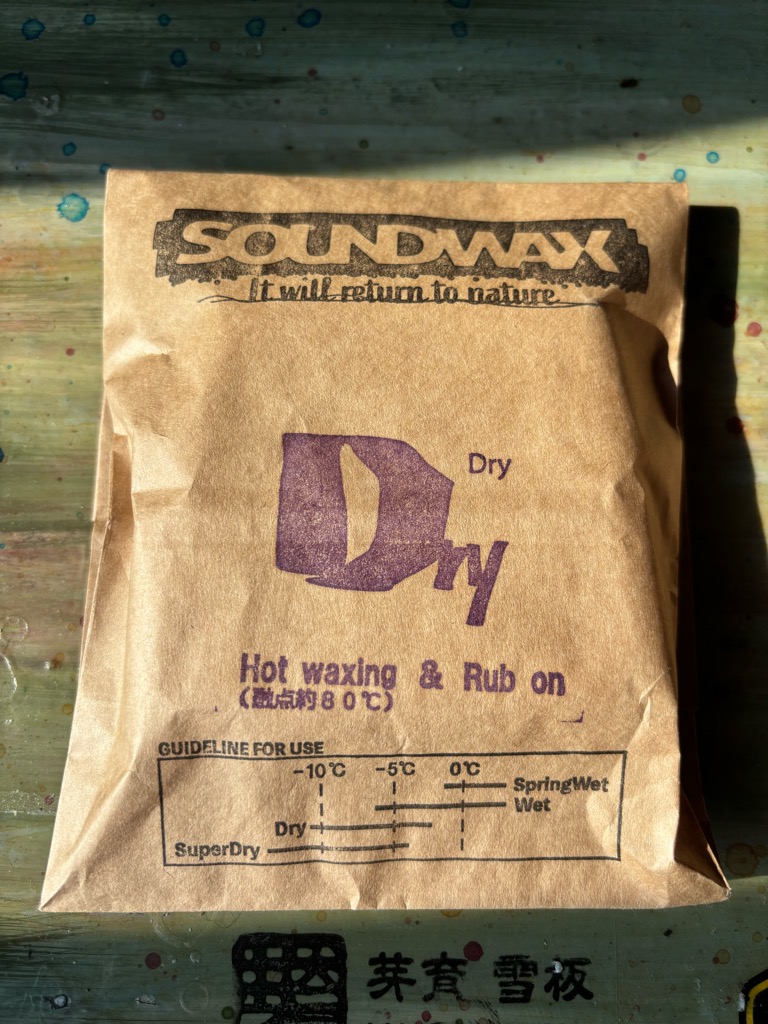 SOUNDWAX
It will return to nature
Dry
Dry
Hot waxing & Rub on
(融点約80℃)
GUIDELINE FOR USE
-10℃ -5℃ 0℃
SpringWet
Wet
Dry
SuperDry
芽育雪板